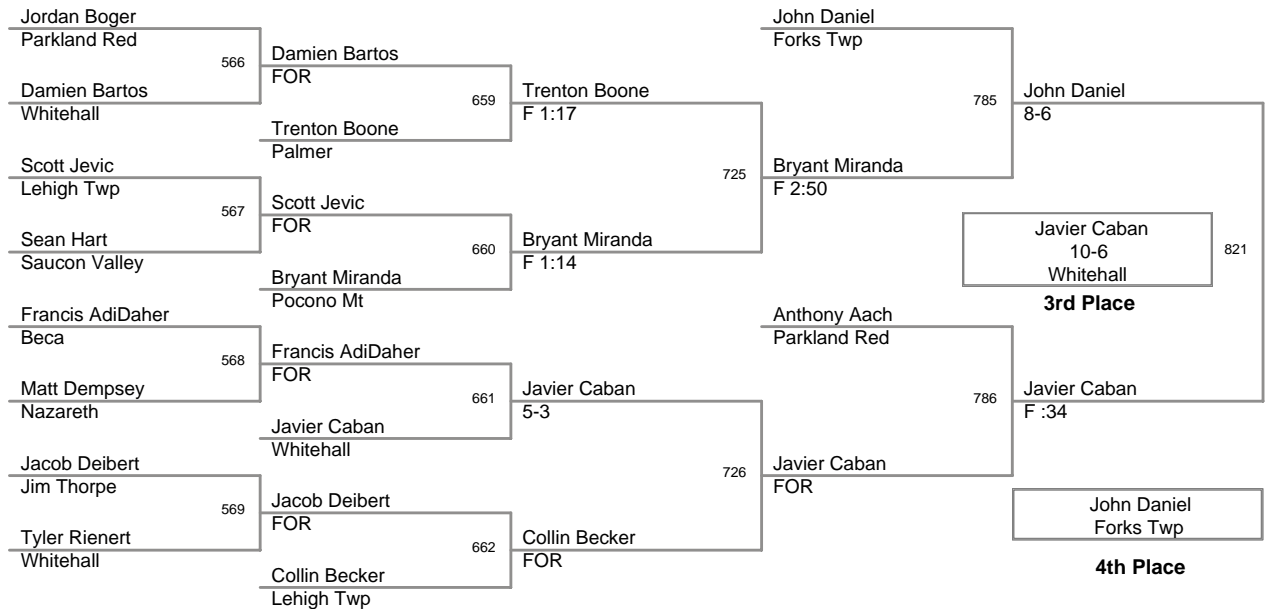 Jordan Boger
Parkland Red
566
Damien Bartos
Whitehall
Scott Jevic
Lehigh Twp
567
Sean Hart
Saucon Valley
Francis AdiDaher
Beca
568
Matt Dempsey
Nazareth
Jacob Deibert
Jim Thorpe
569
Tyler Rienert
Whitehall
Damien Bartos
FOR
659
Trenton Boone
Palmer
Scott Jevic
FOR
660
Bryant Miranda
Pocono Mt
Francis AdiDaher
FOR
661
Javier Caban
Whitehall
Jacob Deibert
FOR
662
Collin Becker
Lehigh Twp
Trenton Boone
F 1:17
725
Bryant Miranda
F 1:14
Javier Caban
5-3
726
Collin Becker
FOR
John Daniel
Forks Twp
785
Bryant Miranda
F 2:50
Anthony Aach
Parkland Red
786
Javier Caban
FOR
John Daniel
8-6
821
Javier Caban
F :34
Javier Caban
10-6
Whitehall
3rd Place
John Daniel
Forks Twp
4th Place